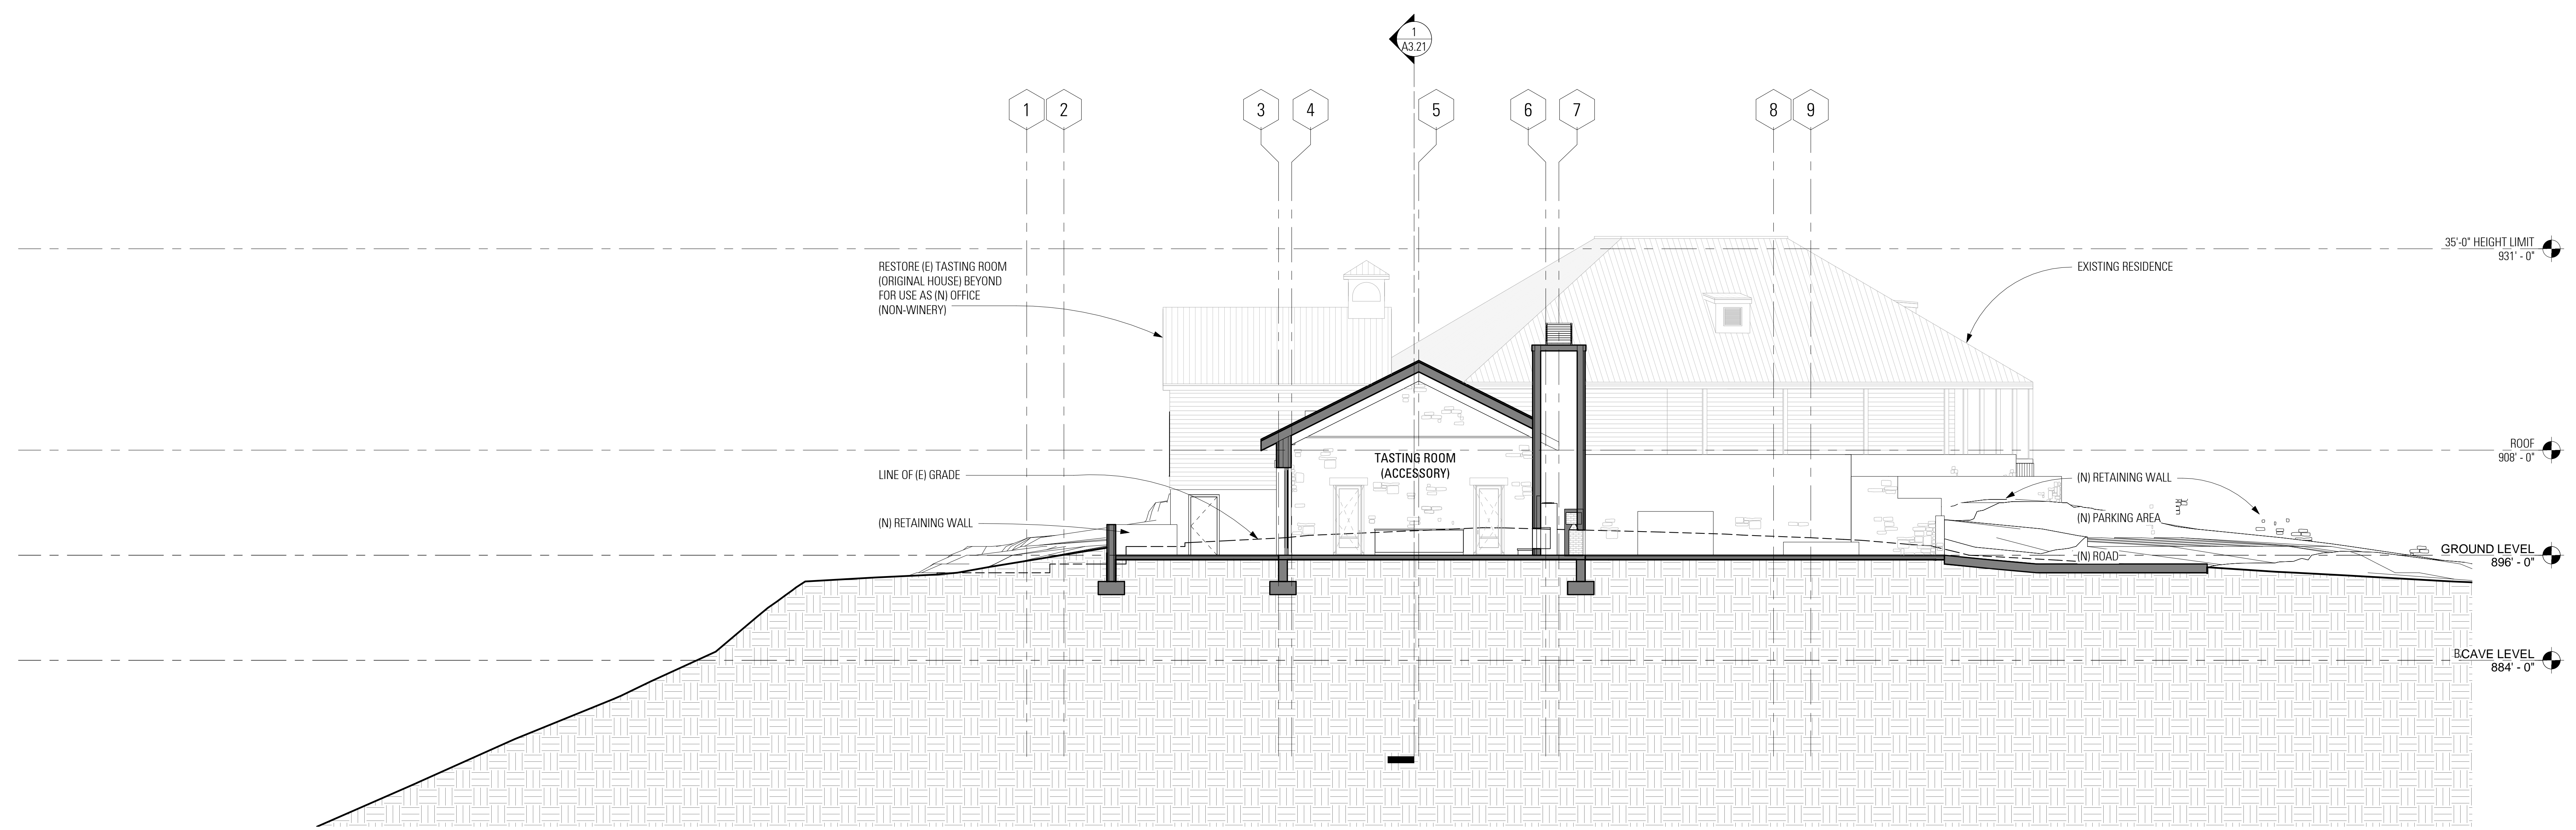 1
A3.21
1
2
3
4
5
6
7
8
9
35'-0" HEIGHT LIMIT
931' - 0"
RESTORE (E) TASTING ROOM
(ORIGINAL HOUSE) BEYOND
FOR USE AS (N) OFFICE
(NON-WINERY)
EXISTING RESIDENCE
ROOF
908' - 0"
TASTING ROOM
(ACCESSORY)
LINE OF (E) GRADE
(N) RETAINING WALL
(N) RETAINING WALL
(N) PARKING AREA
(N) ROAD
GROUND LEVEL
896' - 0"
B.CAVE LEVEL
884' - 0"